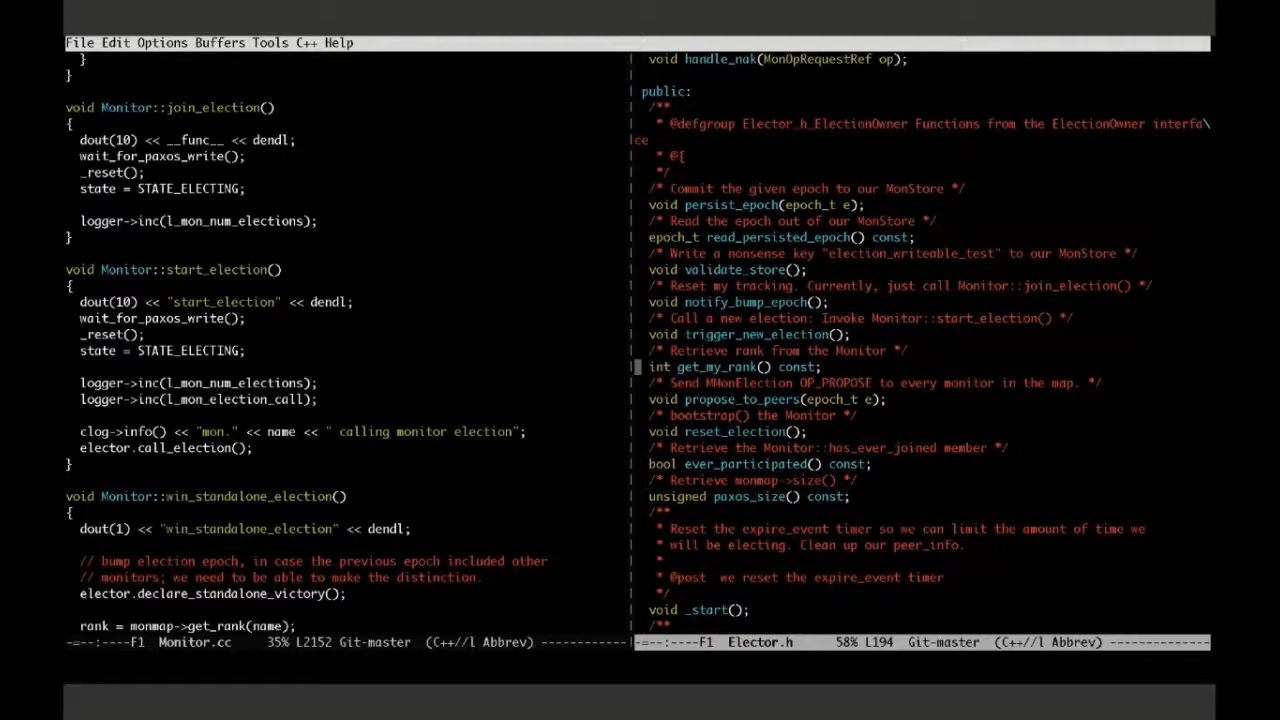 File Edit Options Buffers Tools C++ Help
}
}
void Monitor::join_election()
{
dout(10) << __func__ << dendl;
wait_for_paxos_write();
_reset();
state = STATE_ELECTING;
logger->inc(l_mon_num_elections);
}
void Monitor::start_election()
{
dout(10) << "start_election" << dendl;
wait_for_paxos_write();
_reset();
state = STATE_ELECTING;
logger->inc(l_mon_num_elections);
logger->inc(l_mon_election_call);
clog->info() << "mon." << name << " calling monitor election";
elector.call_election();
}
void Monitor::win_standalone_election()
{
dout(1) << "win_standalone_election" << dendl;
// bump election epoch, in case the previous epoch included other
// monitors; we need to be able to make the distinction.
elector.declare_standalone_victory();
rank = monmap->get_rank(name);
-=--:----F1 Monitor.cc 35% L2152 Git-master (C++//l Abbrev) ------------
void handle_nak(MonOpRequestRef op);
public:
/**
* @defgroup Elector_h_ElectionOwner Functions from the ElectionOwner interfa\
ce
* @{
*/
/* Commit the given epoch to our MonStore */
void persist_epoch(epoch_t e);
/* Read the epoch out of our MonStore */
epoch_t read_persisted_epoch() const;
/* Write a nonsense key "election_writeable_test" to our MonStore */
void validate_store();
/* Reset my tracking. Currently, just call Monitor::join_election() */
void notify_bump_epoch();
/* Call a new election: Invoke Monitor::start_election() */
void trigger_new_election();
/* Retrieve rank from the Monitor */
int get_my_rank() const;
/* Send MMonElection OP_PROPOSE to every monitor in the map. */
void propose_to_peers(epoch_t e);
/* bootstrap() the Monitor */
void reset_election();
/* Retrieve the Monitor::has_ever_joined member */
bool ever_participated() const;
/* Retrieve monmap->size() */
unsigned paxos_size() const;
/**
* Reset the expire_event timer so we can limit the amount of time we
* will be electing. Clean up our peer_info.
*
* @post we reset the expire_event timer
*/
void _start();
/**
-=--:----F1 Elector.h 58% L194 Git-master (C++//l Abbrev) --------------